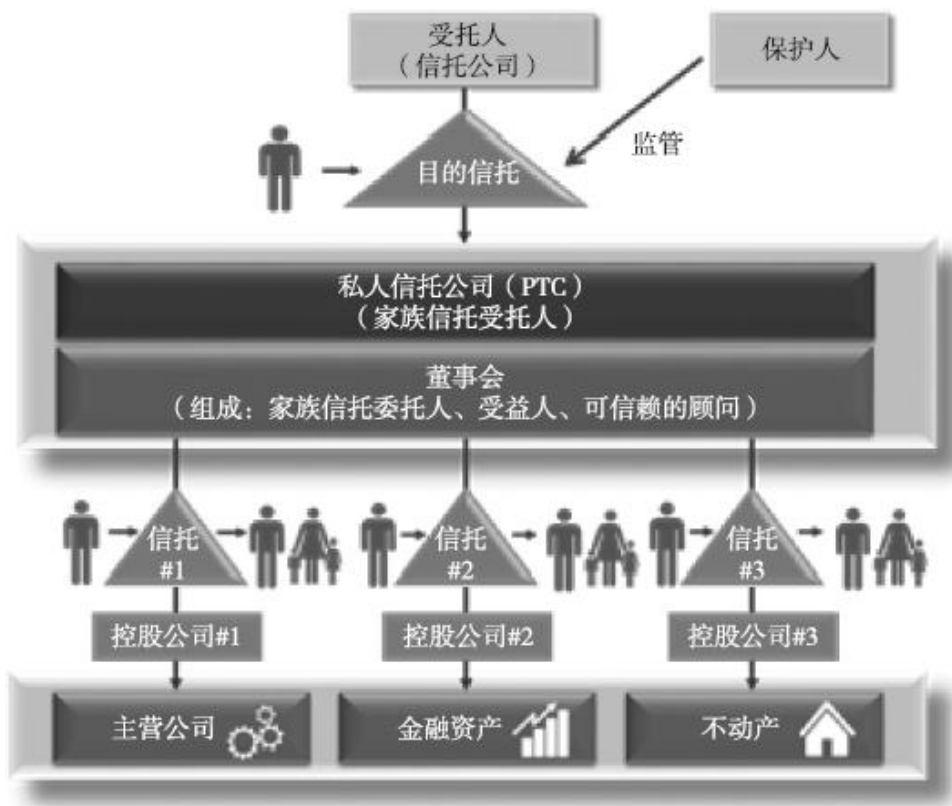 受托人
（信托公司）
保护人
监管
目的信托
私人信托公司（PTC）
（家族信托受托人）
董事会
（组成：家族信托委托人、受益人、可信赖的顾问）
信托
#1
信托
#2
信托
#3
控股公司#1
控股公司#2
控股公司#3
主营公司
金融资产
不动产